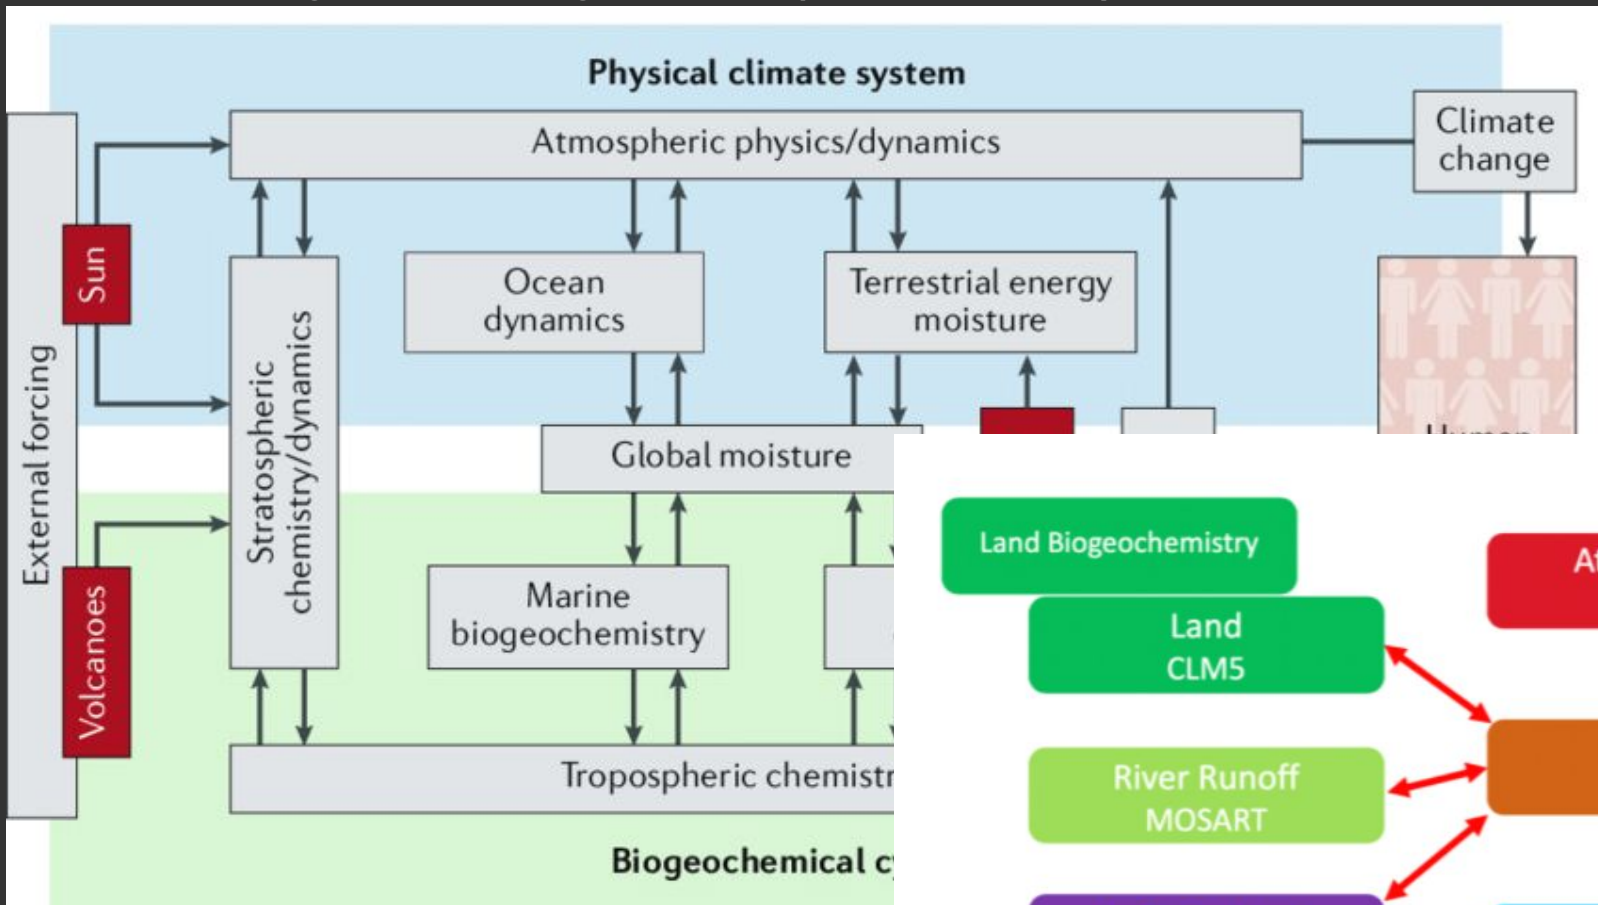 Physical climate system
Atmospheric physics/dynamics
Climate
change
Sun
Ocean
dynamics
Terrestrial energy
moisture
External forcing
Stratospheric
chemistry/dynamics
Global moisture
Volcanoes
Marine
biogeochemistry
Tropospheric
Biogeochemical
Land Biogeochemistry
Land
CLM5
River Runoff
MOSART